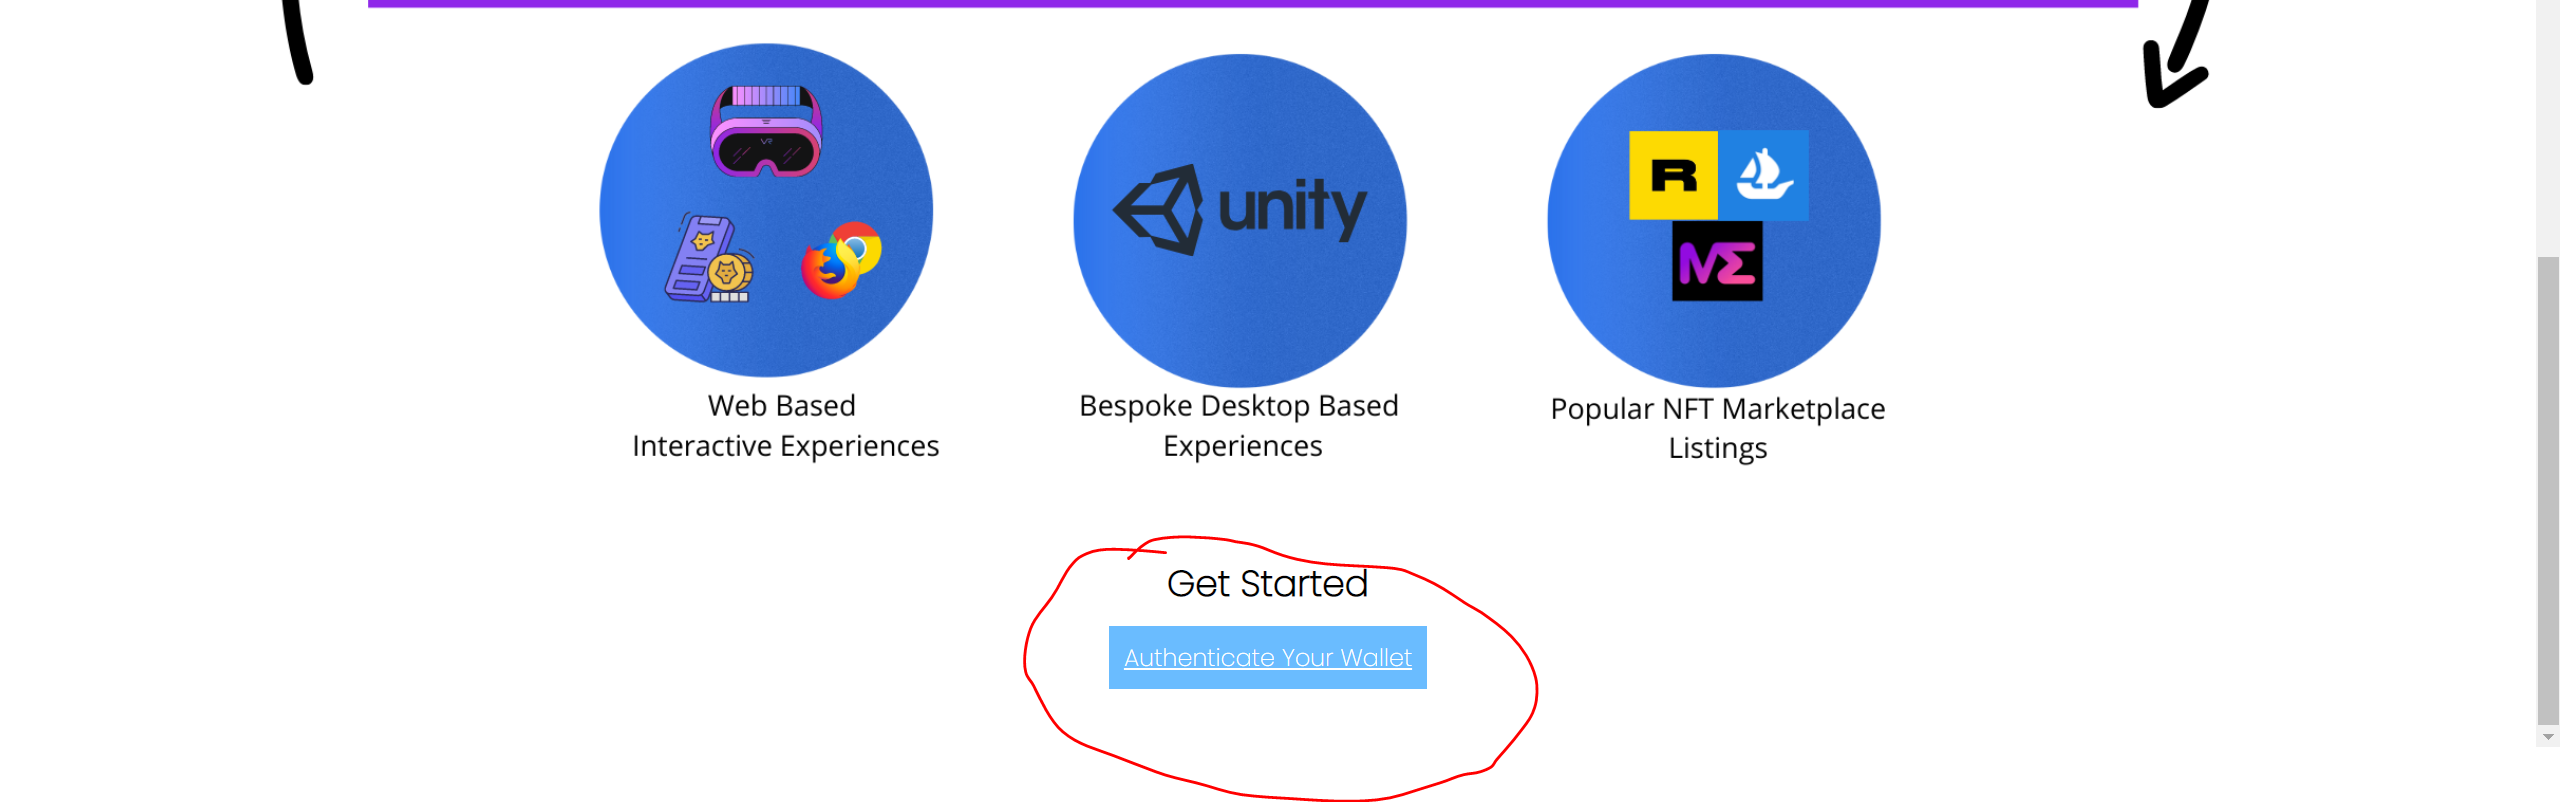 VR
unity
R
ME
Web Based
Interactive Experiences
Bespoke Desktop Based
Experiences
Popular NFT Marketplace
Listings
Get Started
Authenticate Your Wallet